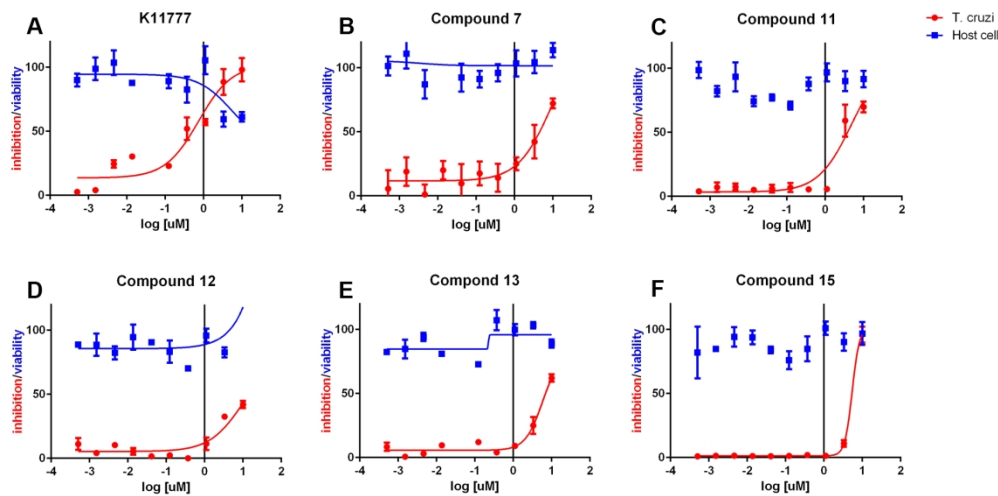 K11777
Compound 7
Compound 11
A
B
C
T. cruzi
Host cell
inhibition/viability
100
50
0
-4 -3 -2 -1 0 1 2
log [uM]
inhibition/viability
100
50
0
-4 -3 -2 -1 0 1 2
log [uM]
inhibition/viability
100
50
0
-4 -3 -2 -1 0 1 2
log [uM]
Compound 12
Compond 13
Compound 15
D
E
F
inhibition/viability
100
50
0
-4 -3 -2 -1 0 1 2
log [uM]
inhibition/viability
100
50
0
-4 -3 -2 -1 0 1 2
log [uM]
inhibition/viability
100
50
0
-4 -3 -2 -1 0 1 2
log [uM]